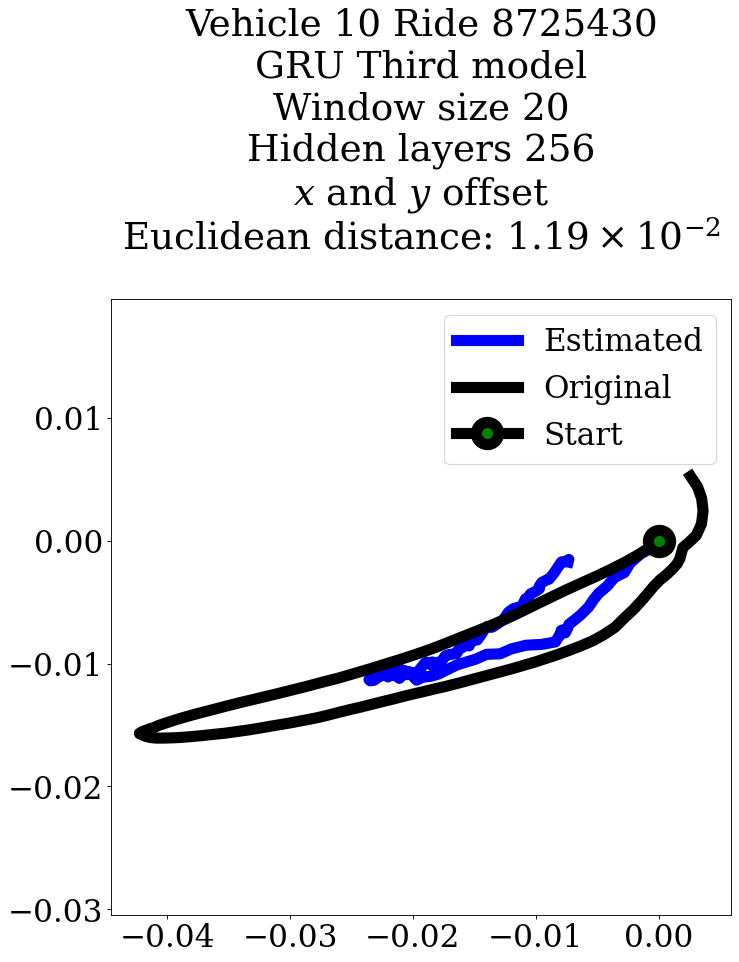 Vehicle 10 Ride 8725430
GRU Third model
Window size 20
Hidden layers 256
x and y offset
Euclidean distance: 1.19 × 10⁻²
Estimated
Original
Start
0.01
0.00
−0.01
−0.02
−0.03
−0.04 −0.03 −0.02 −0.01 0.00